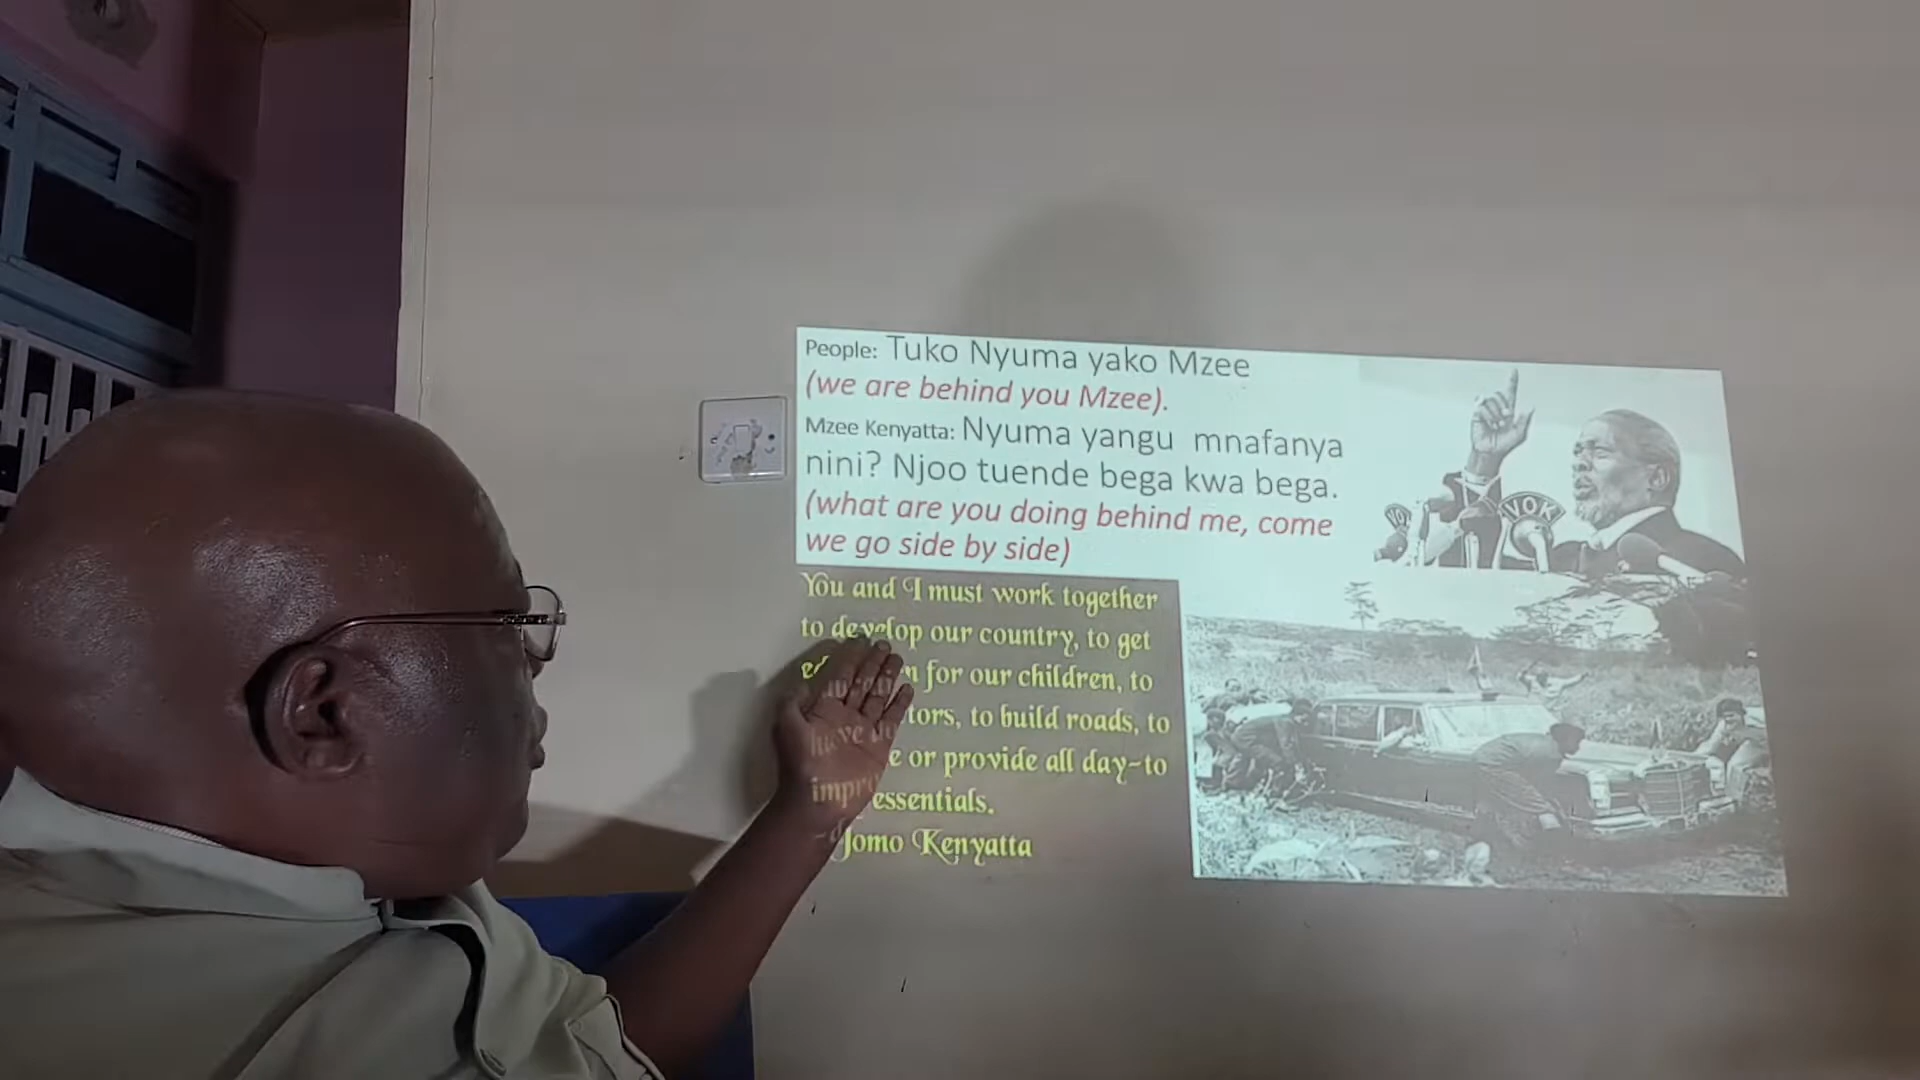 People: Tuko Nyuma yako Mzee
(we are behind you Mzee).
Mzee Kenyatta: Nyuma yangu mnafanya
nini? Njoo tuende bega kwa bega.
(what are you doing behind me, come
we go side by side)
VOK
You and I must work together
to develop our country, to get
for our children, to
to build roads, to
or provide all day-to
essentials.
Jomo Kenyatta